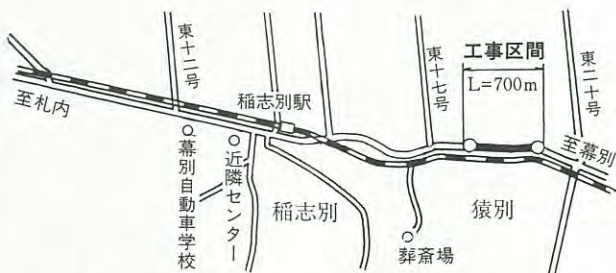 東十二号
東十七号
工事区間
L=700m
東二十号
至札内
稲志別駅
至幕別
幕別自動車学校
近隣センター
稲志別
猿別
葬斎場